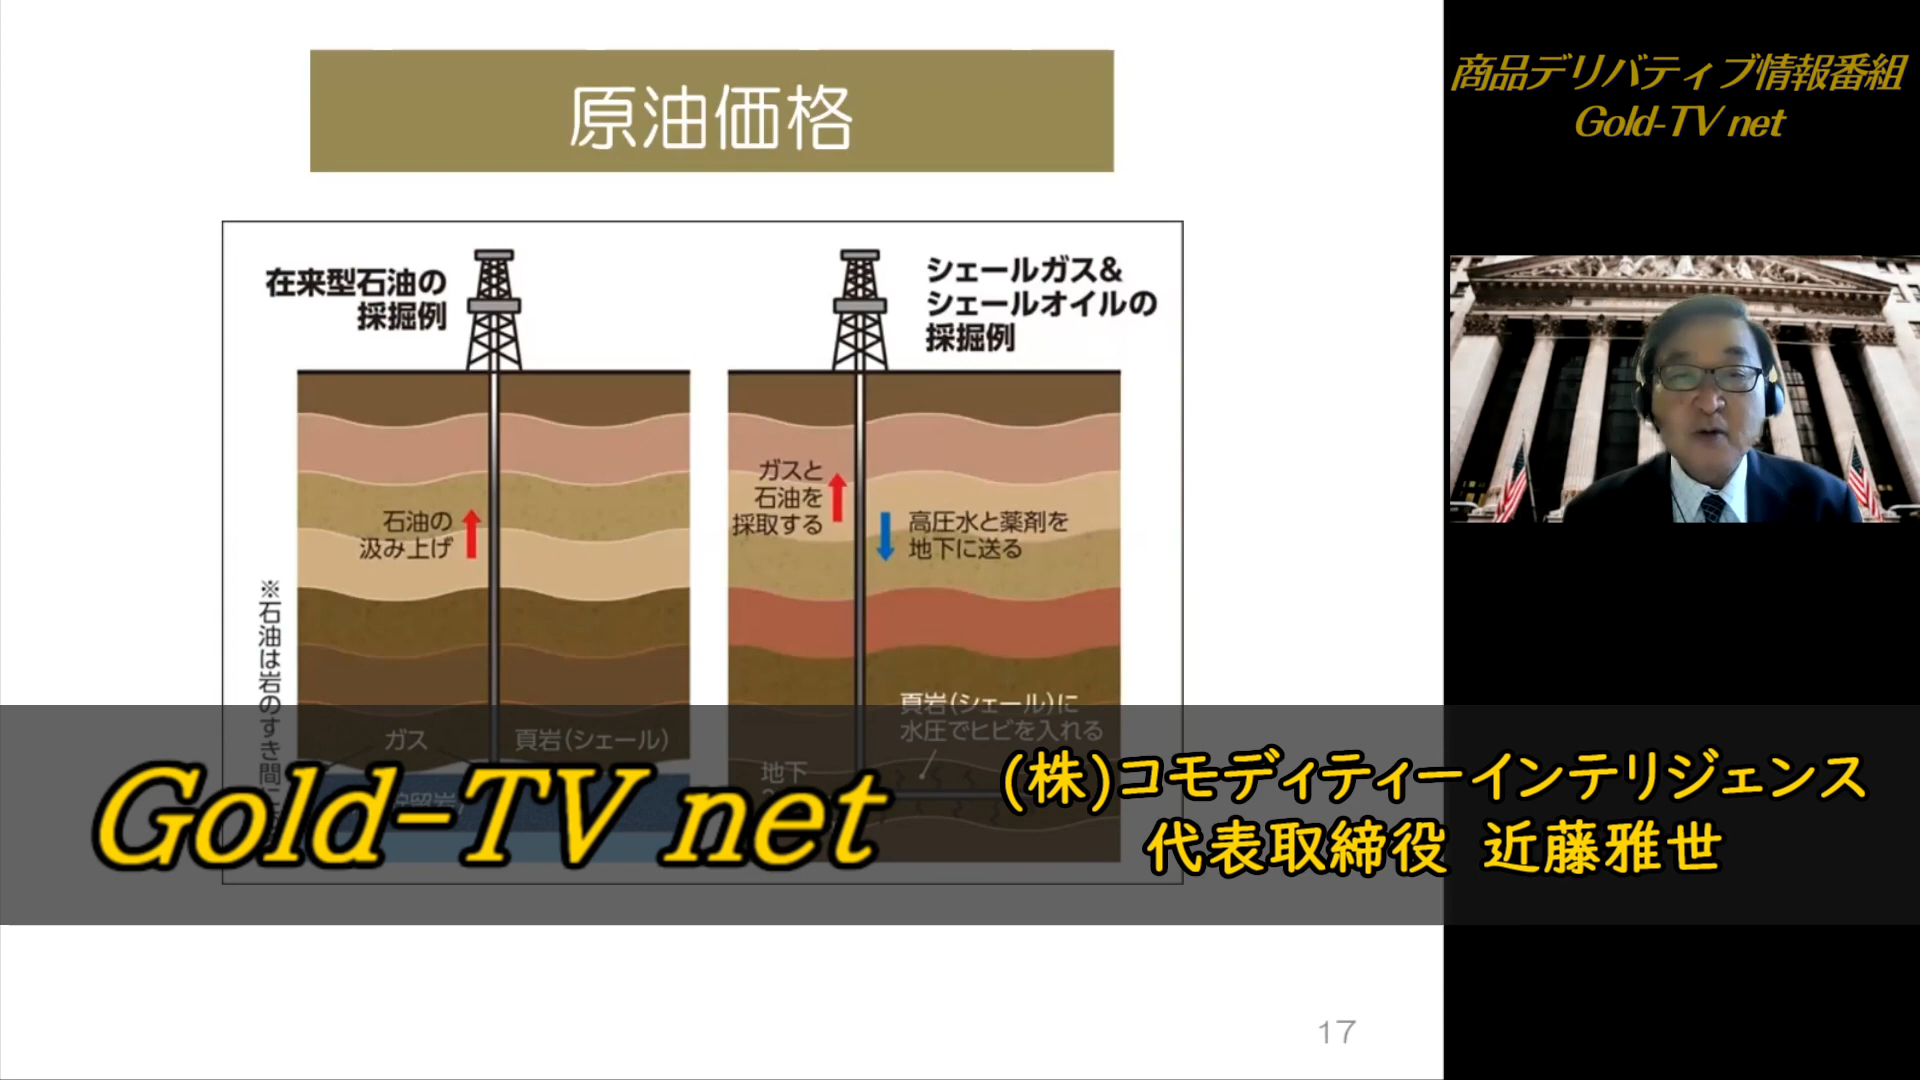 原油価格
在来型石油の
採掘例
シェールガス&
シェールオイルの
採掘例
石油の
汲み上げ
ガスと
石油を
採取する
高圧水と薬剤を
地下に送る
※石油は岩のすき間に
ガス
頁岩(シェール)
貯留岩
頁岩(シェール)に
水圧でヒビを入れる
地下
17
商品デリバティブ情報番組
Gold-TV net
Gold-TV net
(株)コモディティーインテリジェンス
代表取締役 近藤雅世